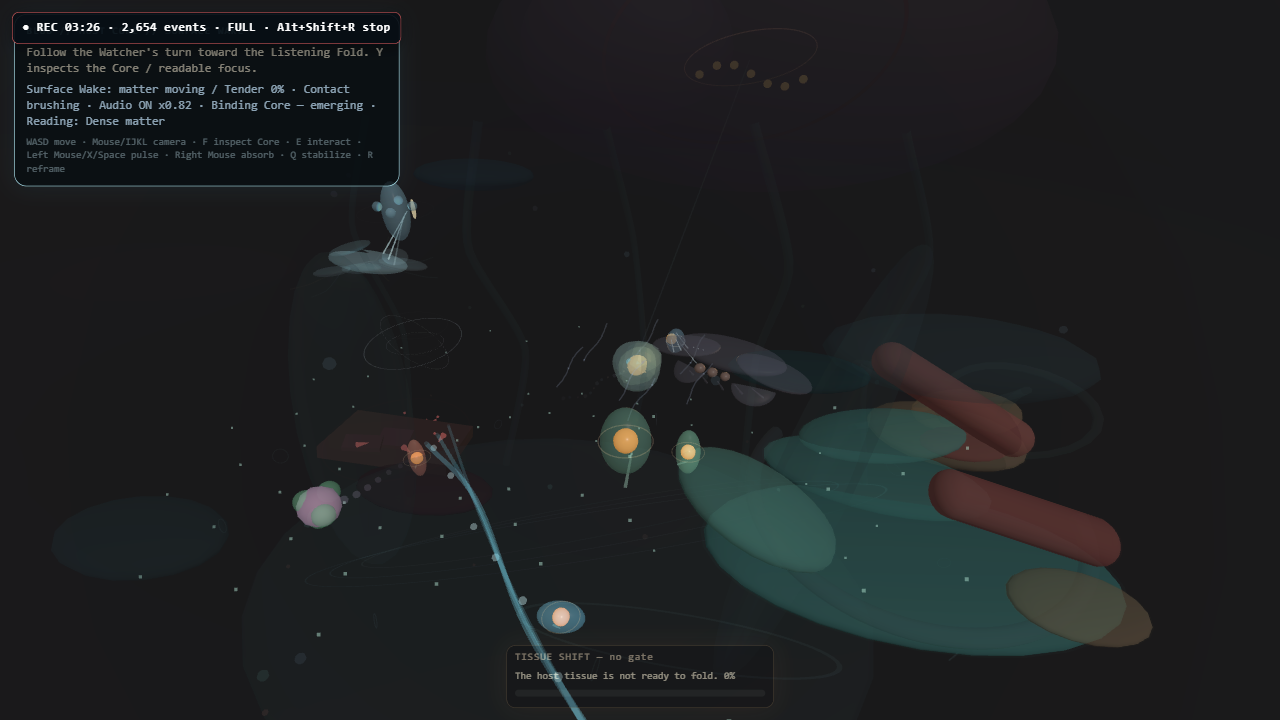 ● REC 03:26 · 2,654 events · FULL · Alt+Shift+R stop
Follow the Watcher's turn toward the Listening Fold. Y
inspects the Core / readable focus.
Surface Wake: matter moving / Tender 0% · Contact
brushing · Audio ON x0.82 · Binding Core — emerging ·
Reading: Dense matter
WASD move · Mouse/IJKL camera · F inspect Core · E interact ·
Left Mouse/X/Space pulse · Right Mouse absorb · Q stabilize · R
reframe
TISSUE SHIFT — no gate
The host tissue is not ready to fold. 0%